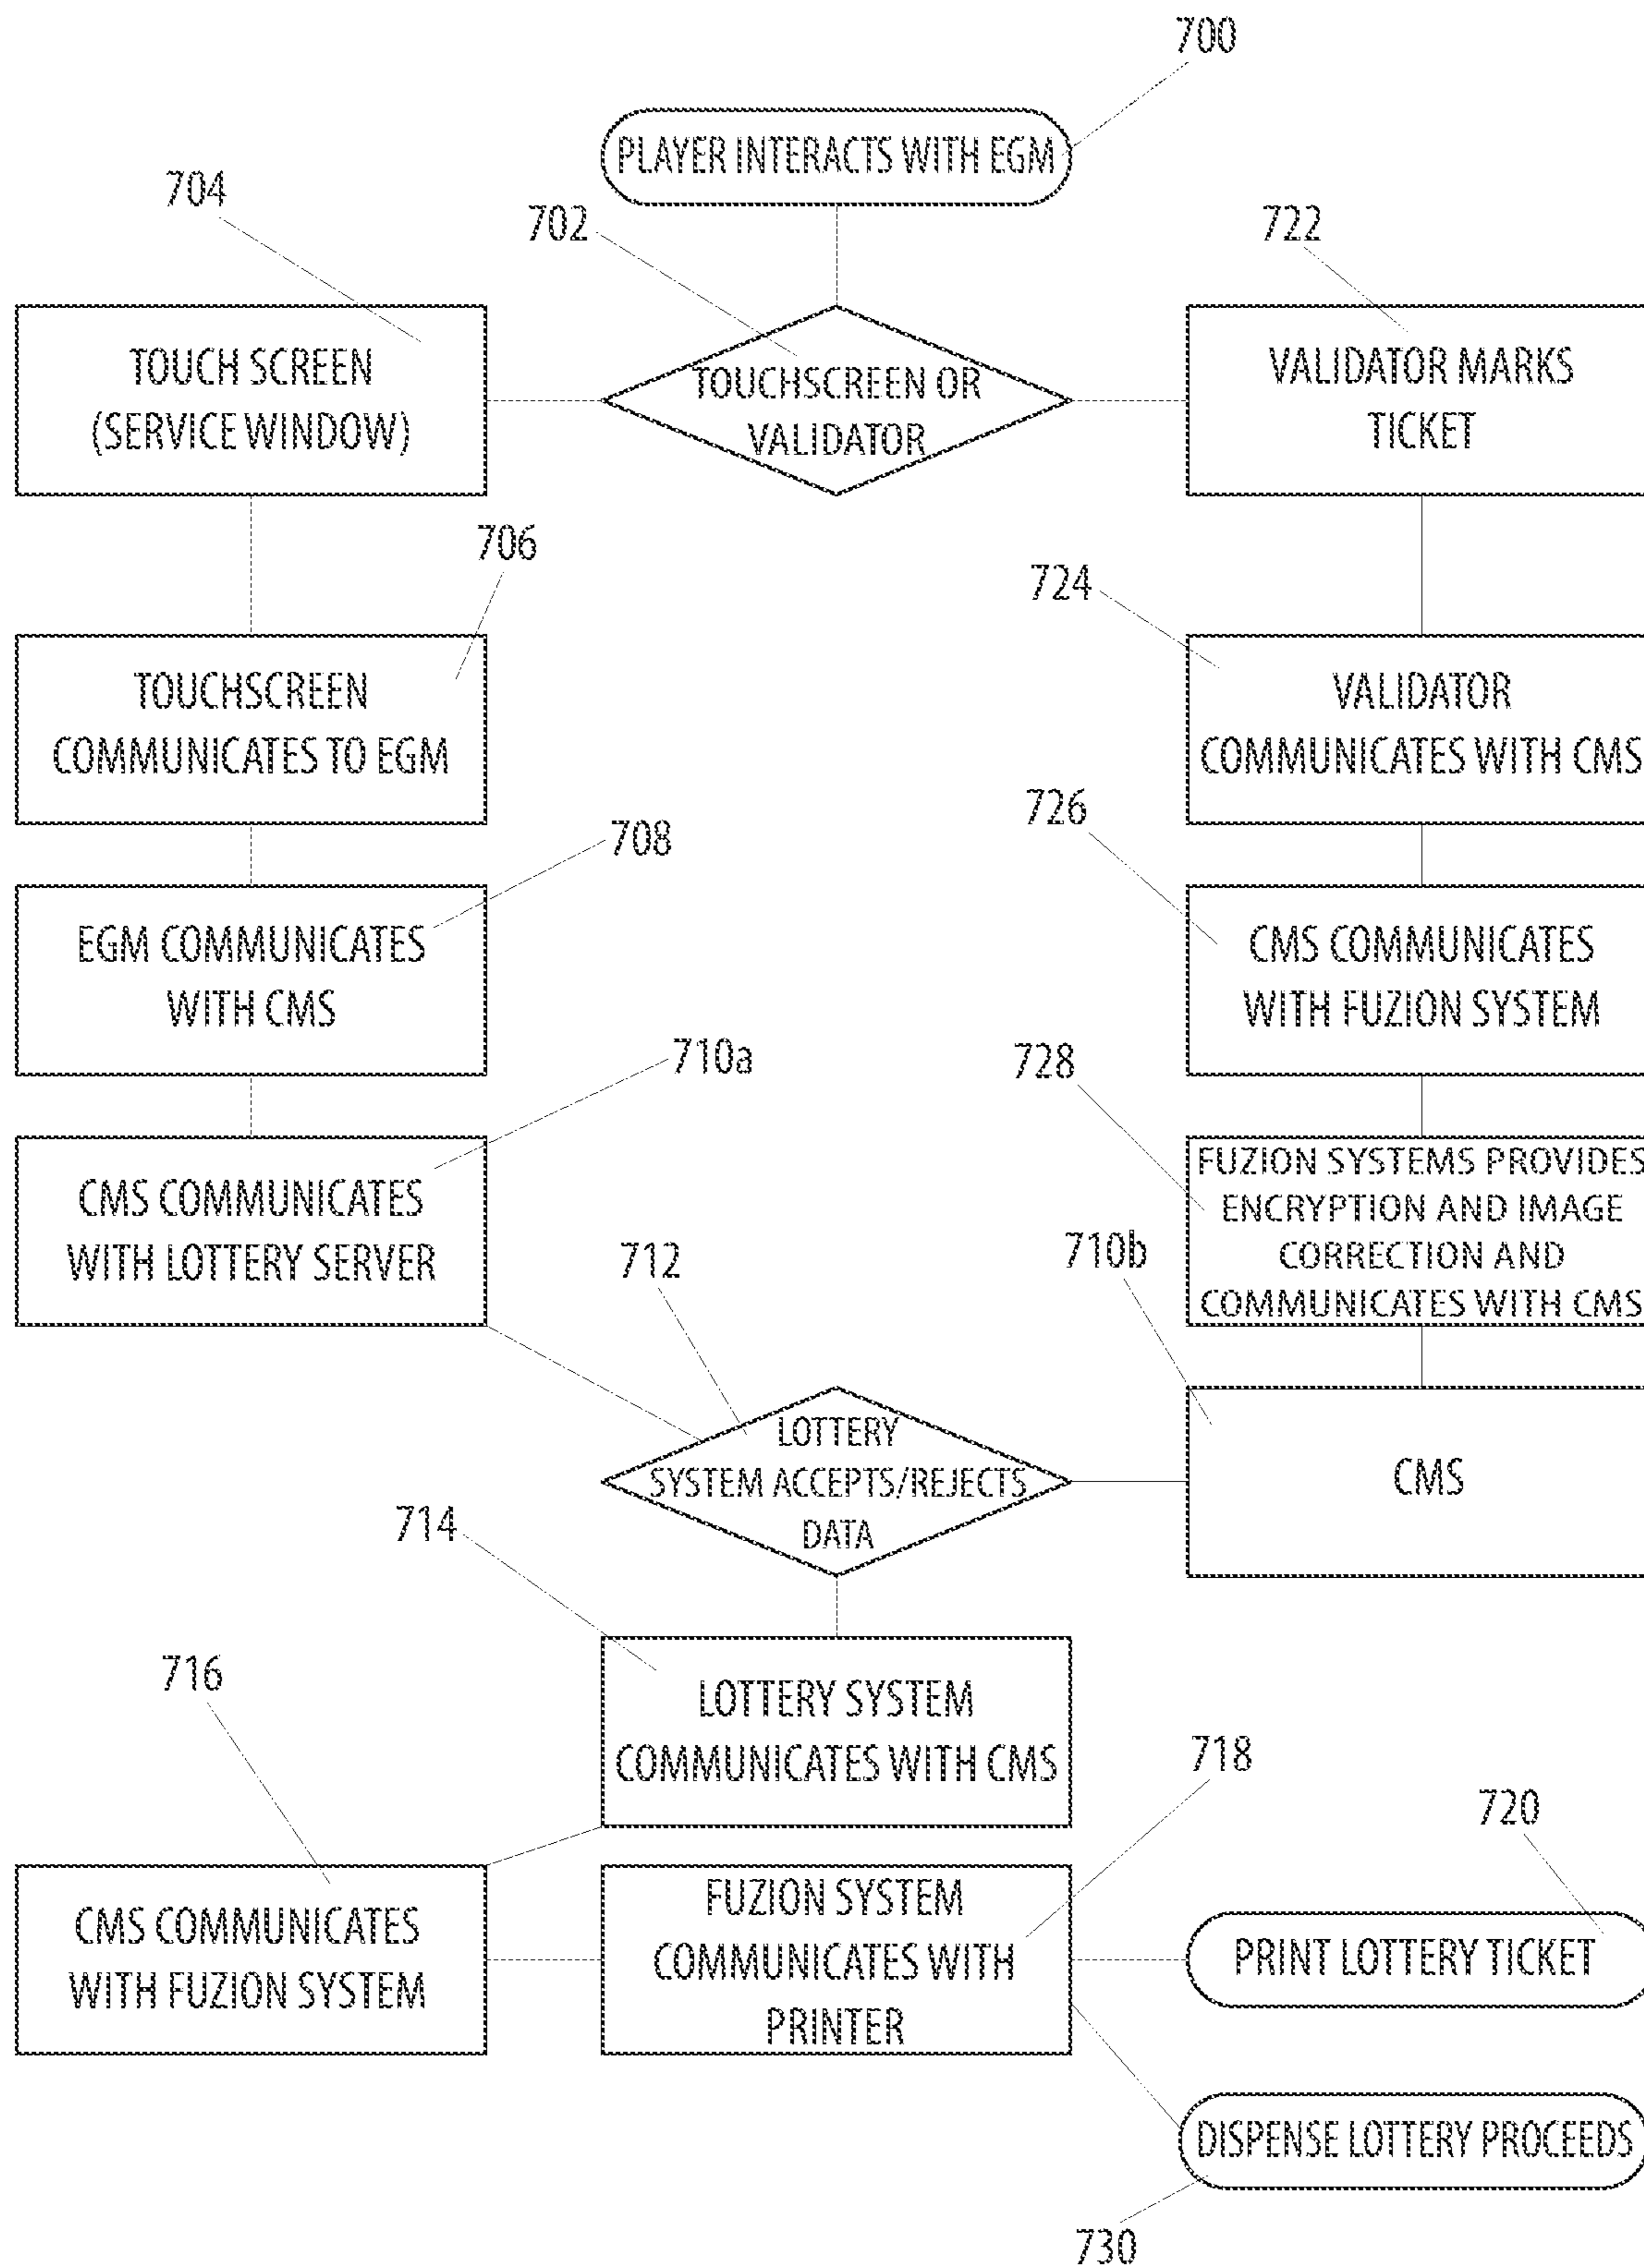 700
PLAYER INTERACTS WITH EGM
704
702
722
TOUCH SCREEN
(SERVICE WINDOW)
TOUCHSCREEN OR
VALIDATOR
VALIDATOR MARKS
TICKET
706
724
TOUCHSCREEN
COMMUNICATES TO EGM
VALIDATOR
COMMUNICATES WITH CMS
708
726
EGM COMMUNICATES
WITH CMS
CMS COMMUNICATES
WITH FUZION SYSTEM
710a
728
CMS COMMUNICATES
WITH LOTTERY SERVER
FUZION SYSTEMS PROVIDES
ENCRYPTION AND IMAGE
CORRECTION AND
COMMUNICATES WITH CMS
712
710b
LOTTERY
SYSTEM ACCEPTS/REJECTS
DATA
CMS
714
LOTTERY SYSTEM
COMMUNICATES WITH CMS
716
718
720
CMS COMMUNICATES
WITH FUZION SYSTEM
FUZION SYSTEM
COMMUNICATES WITH
PRINTER
PRINT LOTTERY TICKET
DISPENSE LOTTERY PROCEEDS
730